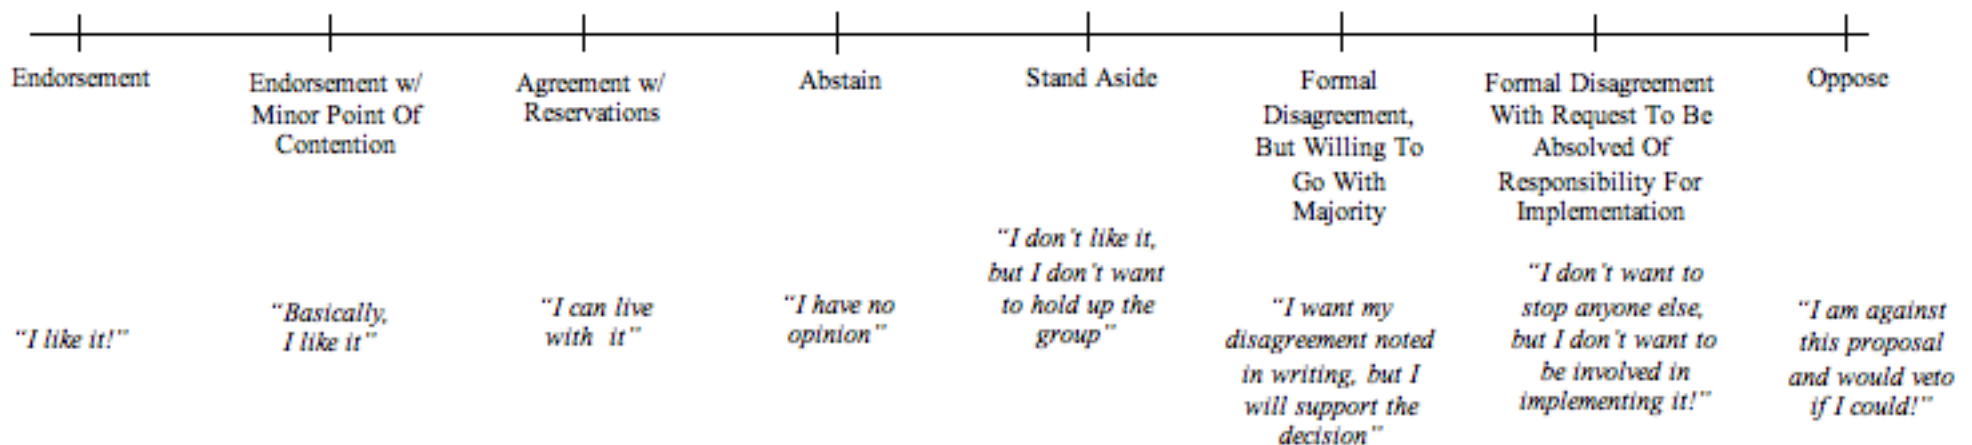 Endorsement
Endorsement w/
Minor Point Of
Contention
Agreement w/
Reservations
Abstain
Stand Aside
Formal
Disagreement,
But Willing To
Go With
Majority
Formal Disagreement
With Request To Be
Absolved Of
Responsibility For
Implementation
Oppose
“I like it!”
“Basically,
I like it”
“I can live
with it”
“I have no
opinion”
“I don’t like it,
but I don’t want
to hold up the
group”
“I want my
disagreement noted
in writing, but I
will support the
decision”
“I don’t want to
stop anyone else,
but I don’t want to
be involved in
implementing it!”
“I am against
this proposal
and would veto
if I could!”